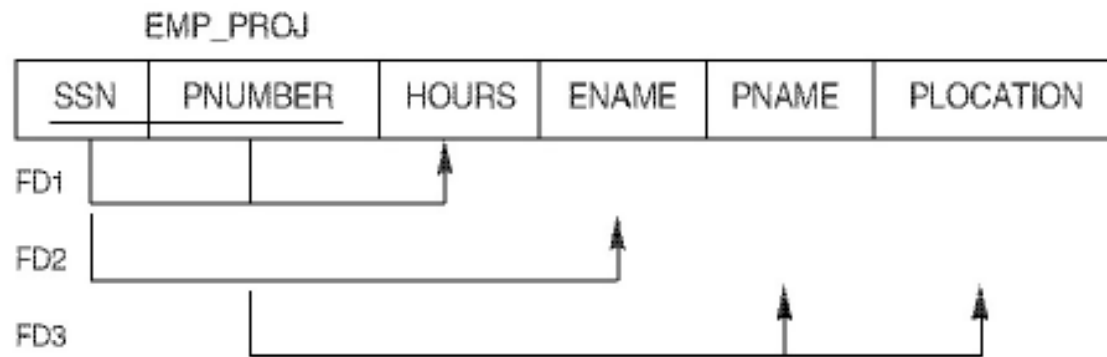 EMP_PROJ
SSN PNUMBER HOURS ENAME PNAME PLOCATION
FD1
FD2
FD3